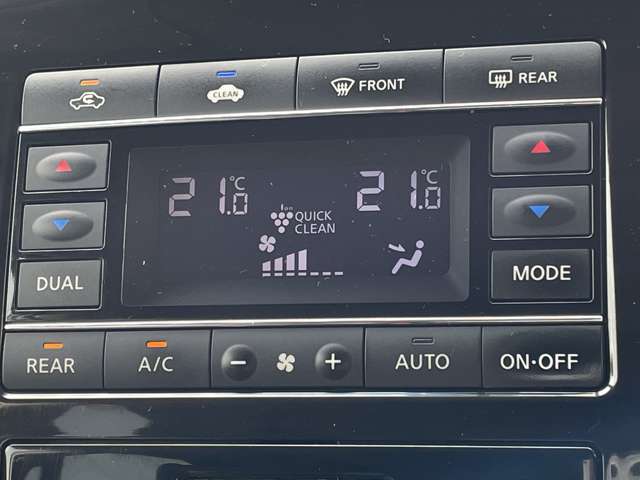 CLEAN
FRONT
REAR
21.0°C
21.0°C
ion
QUICK
CLEAN
DUAL
MODE
REAR
A/C
− +
AUTO
ON·OFF